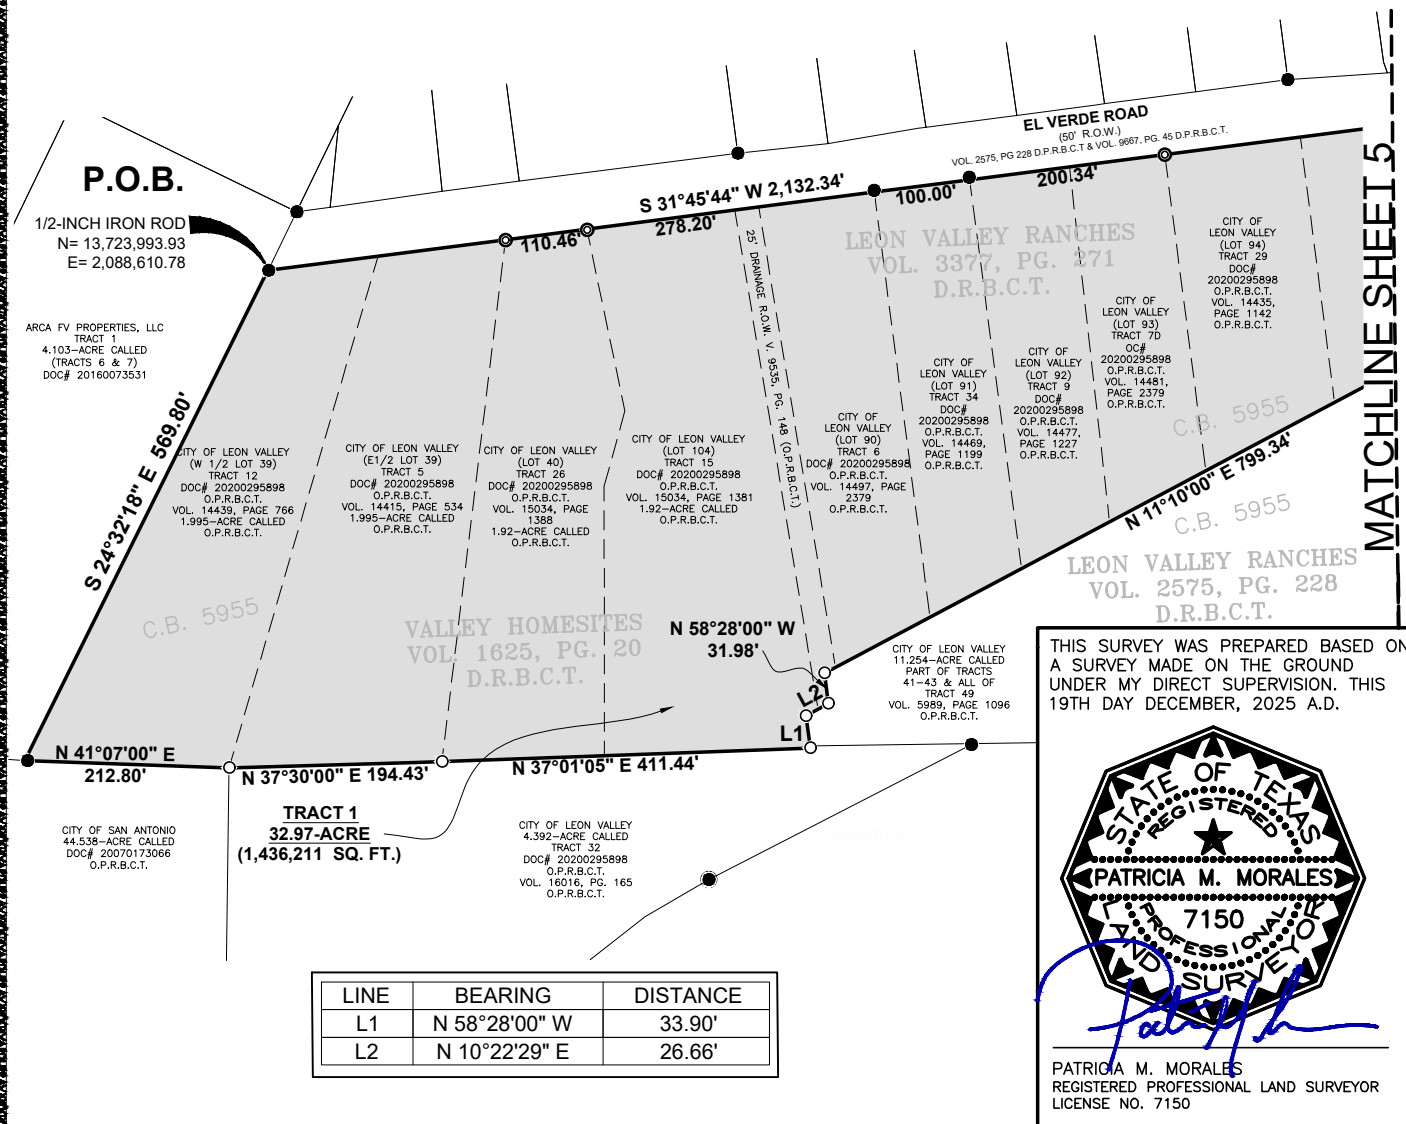 EL VERDE ROAD
(50' R.O.W.)
VOL. 2575, PG 228 D.P.R.B.C.T & VOL. 9667, PG. 45 D.P.R.B.C.T.
MATCHLINE SHEET 5
P.O.B.
1/2-INCH IRON ROD
N= 13,723,993.93
E= 2,088,610.78
S 31°45'44" W 2,132.34'
110.46'
278.20'
100.00'
200.34'
ARCA FV PROPERTIES, LLC
TRACT 1
4.103-ACRE CALLED
(TRACTS 6 & 7)
DOC# 20160073531
S 24°32'18" E 569.80'
LEON VALLEY RANCHES
VOL. 3377, PG. 271
D.R.B.C.T.
25' DRAINAGE R.O.W. V. 9535, PG. 148 (O.P.R.B.C.T.)
CITY OF LEON VALLEY
(W 1/2 LOT 39)
TRACT 12
DOC# 20200295898
O.P.R.B.C.T.
VOL. 14439, PAGE 766
1.995-ACRE CALLED
O.P.R.B.C.T.
CITY OF LEON VALLEY
(E1/2 LOT 39)
TRACT 5
DOC# 20200295898
O.P.R.B.C.T.
VOL. 14415, PAGE 534
1.995-ACRE CALLED
O.P.R.B.C.T.
CITY OF LEON VALLEY
(LOT 40)
TRACT 26
DOC# 20200295898
O.P.R.B.C.T.
VOL. 15034, PAGE
1388
1.92-ACRE CALLED
O.P.R.B.C.T.
CITY OF LEON VALLEY
(LOT 104)
TRACT 15
DOC# 20200295898
O.P.R.B.C.T.
VOL. 15034, PAGE 1381
1.92-ACRE CALLED
O.P.R.B.C.T.
CITY OF
LEON VALLEY
(LOT 90)
TRACT 6
DOC# 20200295898
O.P.R.B.C.T.
VOL. 14497, PAGE
2379
O.P.R.B.C.T.
CITY OF
LEON VALLEY
(LOT 91)
TRACT 34
DOC#
20200295898
O.P.R.B.C.T.
VOL. 14469,
PAGE 1199
O.P.R.B.C.T.
CITY OF
LEON VALLEY
(LOT 92)
TRACT 9
DOC#
20200295898
O.P.R.B.C.T.
VOL. 14477,
PAGE 1227
O.P.R.B.C.T.
CITY OF
LEON VALLEY
(LOT 93)
TRACT 7D
OC#
20200295898
O.P.R.B.C.T.
VOL. 14481,
PAGE 2379
O.P.R.B.C.T.
CITY OF
LEON VALLEY
(LOT 94)
TRACT 29
DOC#
20200295898
O.P.R.B.C.T.
VOL. 14435,
PAGE 1142
O.P.R.B.C.T.
C.B. 5955
N 11°10'00" E 799.34'
C.B. 5955
LEON VALLEY RANCHES
VOL. 2575, PG. 228
D.R.B.C.T.
C.B. 5955
VALLEY HOMESITES
VOL. 1625, PG. 20
D.R.B.C.T.
N 58°28'00" W
31.98'
L2
L1
CITY OF LEON VALLEY
11.254-ACRE CALLED
PART OF TRACTS
41-43 & ALL OF
TRACT 49
VOL. 5989, PAGE 1096
O.P.R.B.C.T.
N 41°07'00" E
212.80'
N 37°30'00" E 194.43'
N 37°01'05" E 411.44'
TRACT 1
32.97-ACRE
(1,436,211 SQ. FT.)
CITY OF SAN ANTONIO
44.538-ACRE CALLED
DOC# 20070173066
O.P.R.B.C.T.
CITY OF LEON VALLEY
4.392-ACRE CALLED
TRACT 32
DOC# 20200295898
O.P.R.B.C.T.
VOL. 16016, PG. 165
O.P.R.B.C.T.
LINE BEARING DISTANCE
L1 N 58°28'00" W 33.90'
L2 N 10°22'29" E 26.66'
THIS SURVEY WAS PREPARED BASED ON
A SURVEY MADE ON THE GROUND
UNDER MY DIRECT SUPERVISION. THIS
19TH DAY DECEMBER, 2025 A.D.
STATE OF TEXAS
REGISTERED
PATRICIA M. MORALES
7150
PROFESSIONAL
LAND SURVEYOR
PATRICIA M. MORALES
REGISTERED PROFESSIONAL LAND SURVEYOR
LICENSE NO. 7150